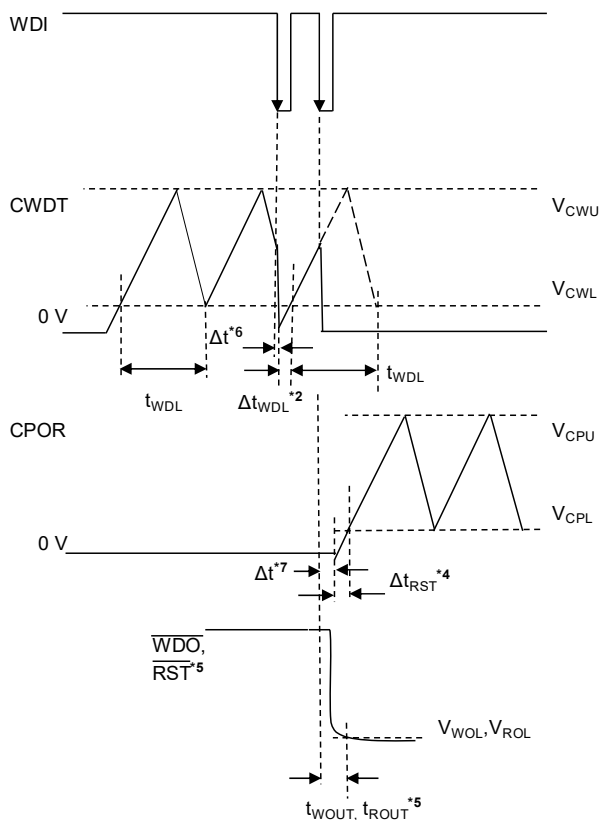 WDI
CWDT
V_CWU
V_CWL
0 V
Δt*6
t_WDL
Δt_WDL*2
t_WDL
CPOR
V_CPU
V_CPL
0 V
Δt*7
Δt_RST*4
WDO,
RST*5
V_WOL,V_ROL
t_WOUT, t_ROUT*5